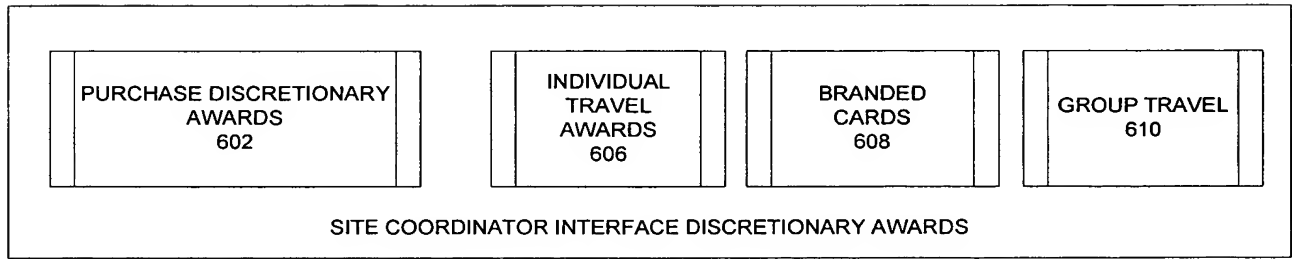 PURCHASE DISCRETIONARY
AWARDS
602
INDIVIDUAL
TRAVEL
AWARDS
606
BRANDED
CARDS
608
GROUP TRAVEL
610
SITE COORDINATOR INTERFACE DISCRETIONARY AWARDS